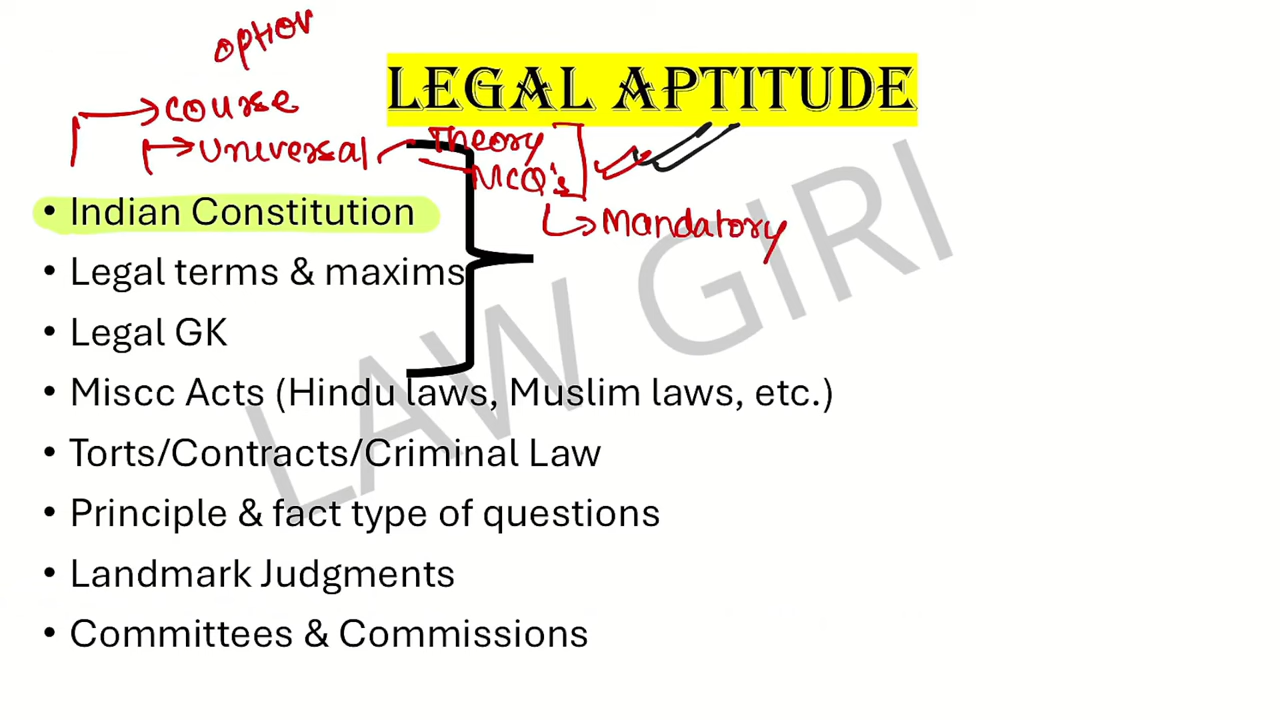 option
LEGAL APTITUDE
course
universal Theory
MCQ's
Mandatory
• Indian Constitution
• Legal terms & maxims
• Legal GK
• Miscc Acts (Hindu laws, Muslim laws, etc.)
• Torts/Contracts/Criminal Law
• Principle & fact type of questions
• Landmark Judgments
• Committees & Commissions
LAW GIRI